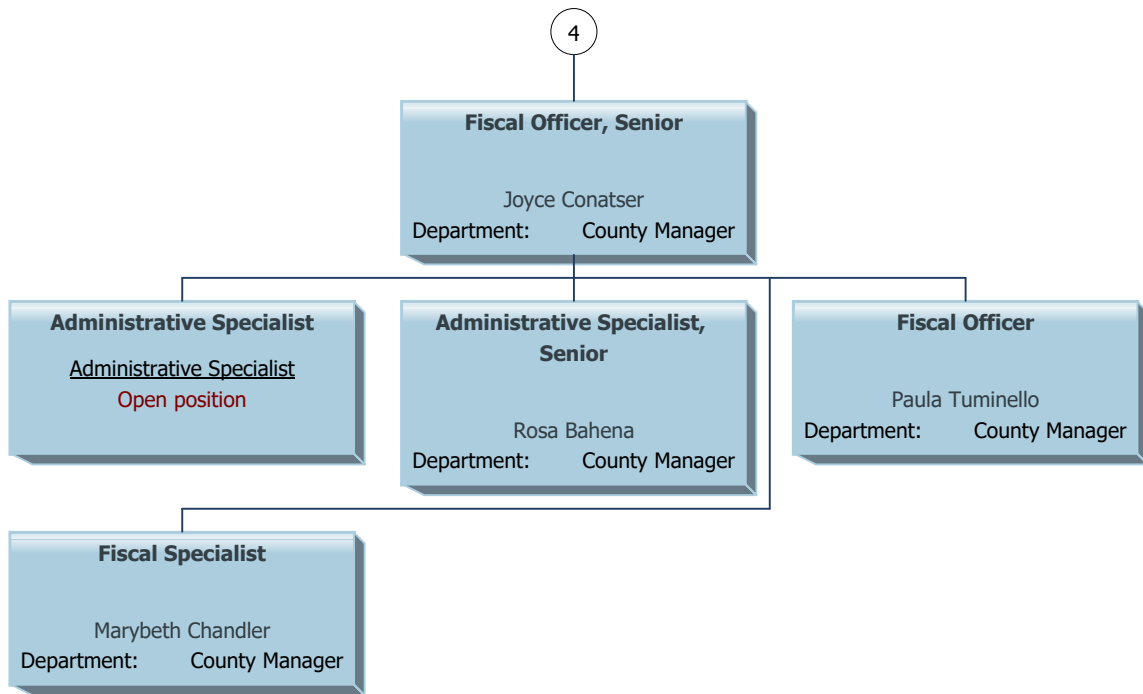 4
Fiscal Officer, Senior
Joyce Conatser
Department: County Manager
Administrative Specialist
Administrative Specialist
Open position
Administrative Specialist,
Senior
Rosa Bahena
Department: County Manager
Fiscal Officer
Paula Tuminello
Department: County Manager
Fiscal Specialist
Marybeth Chandler
Department: County Manager